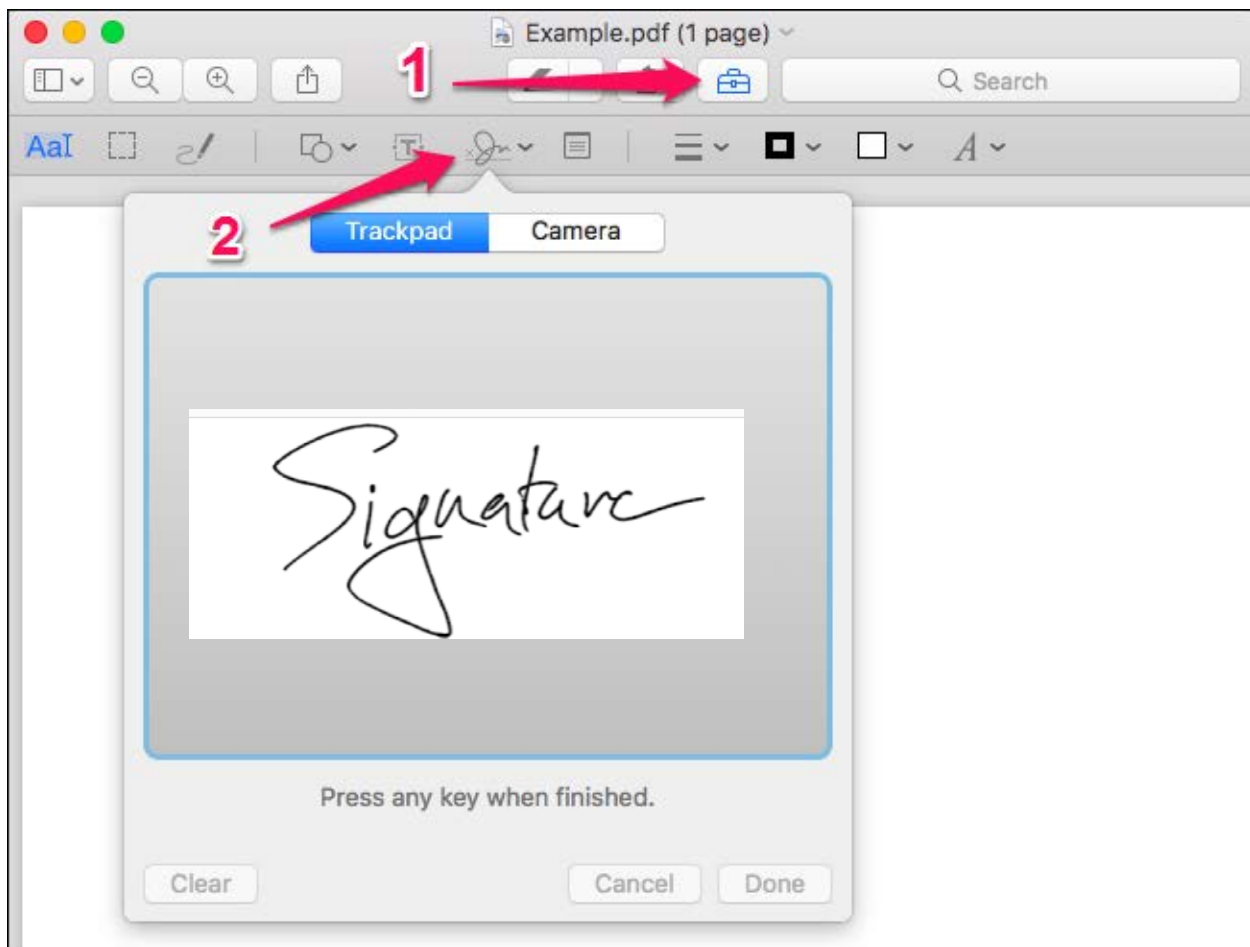 Example.pdf (1 page)
1
Search
AaI
T
A
2
Trackpad
Camera
Signature
Press any key when finished.
Clear
Cancel
Done